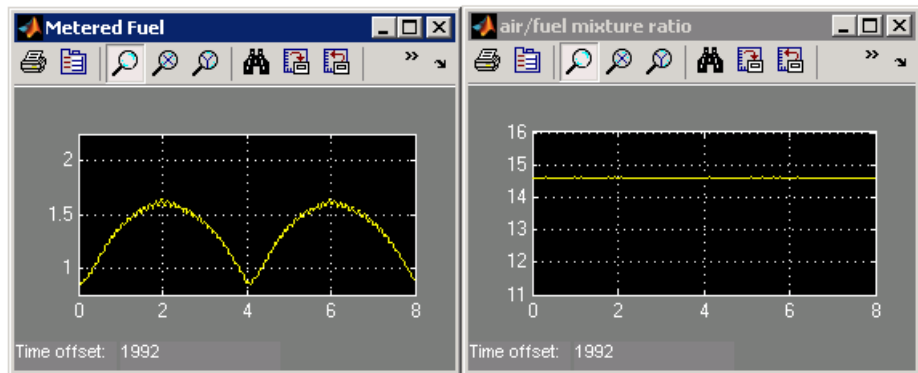 Metered Fuel
»
2
1.5
1
0 2 4 6 8
Time offset: 1992
air/fuel mixture ratio
»
16
15
14
13
12
11
0 2 4 6 8
Time offset: 1992